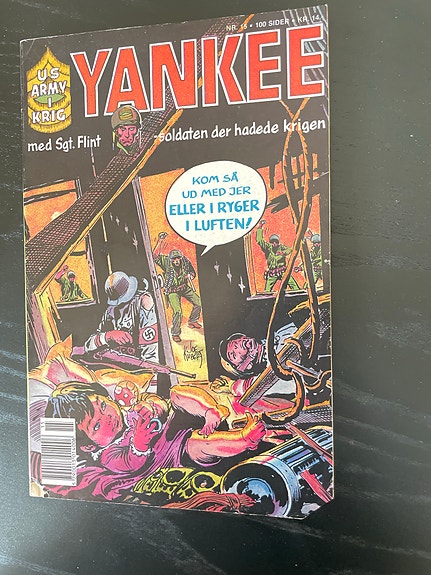 NR. 15 • 100 SIDER • KR. 14.-
U.S.
ARMY
I
KRIG
YANKEE
med Sgt. Flint -soldaten der hadede krigen
KOM SÅ
UD MED JER
ELLER I RYGER
I LUFTEN!